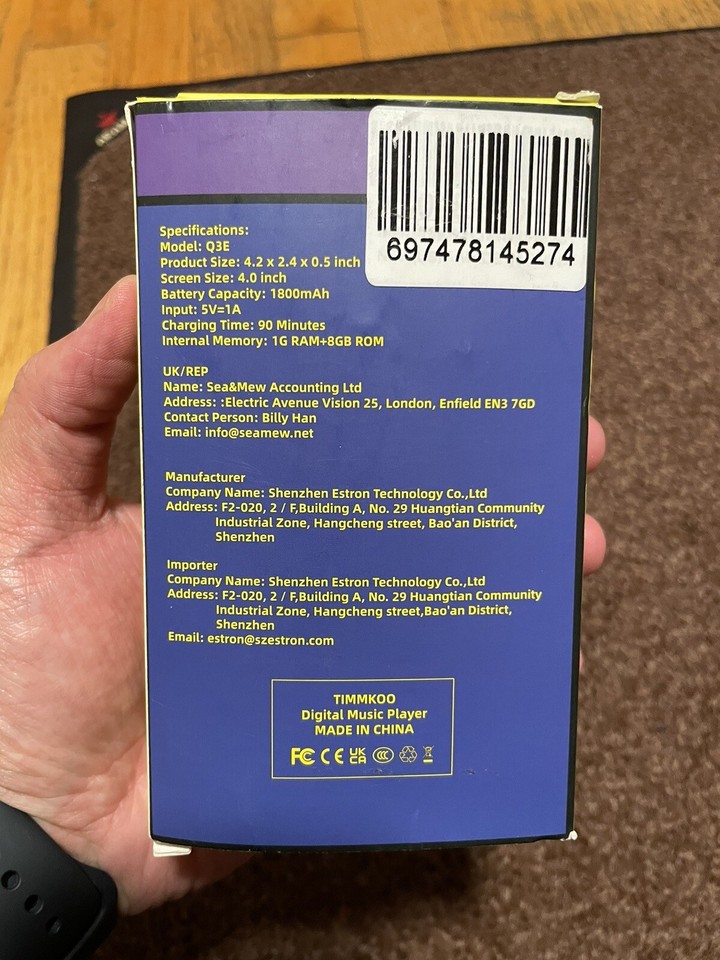 697478145274
Specifications:
Model: Q3E
Product Size: 4.2 x 2.4 x 0.5 inch
Screen Size: 4.0 inch
Battery Capacity: 1800mAh
Input: 5V=1A
Charging Time: 90 Minutes
Internal Memory: 1G RAM+8GB ROM
UK/REP
Name: Sea&Mew Accounting Ltd
Address: :Electric Avenue Vision 25, London, Enfield EN3 7GD
Contact Person: Billy Han
Email: info@seamew.net
Manufacturer
Company Name: Shenzhen Estron Technology Co.,Ltd
Address: F2-020, 2 / F,Building A, No. 29 Huangtian Community
Industrial Zone, Hangcheng street, Bao'an District,
Shenzhen
Importer
Company Name: Shenzhen Estron Technology Co.,Ltd
Address: F2-020, 2 / F,Building A, No. 29 Huangtian Community
Industrial Zone, Hangcheng street,Bao'an District,
Shenzhen
Email: estron@szestron.com
TIMMKOO
Digital Music Player
MADE IN CHINA
FC CE UK CA CCC